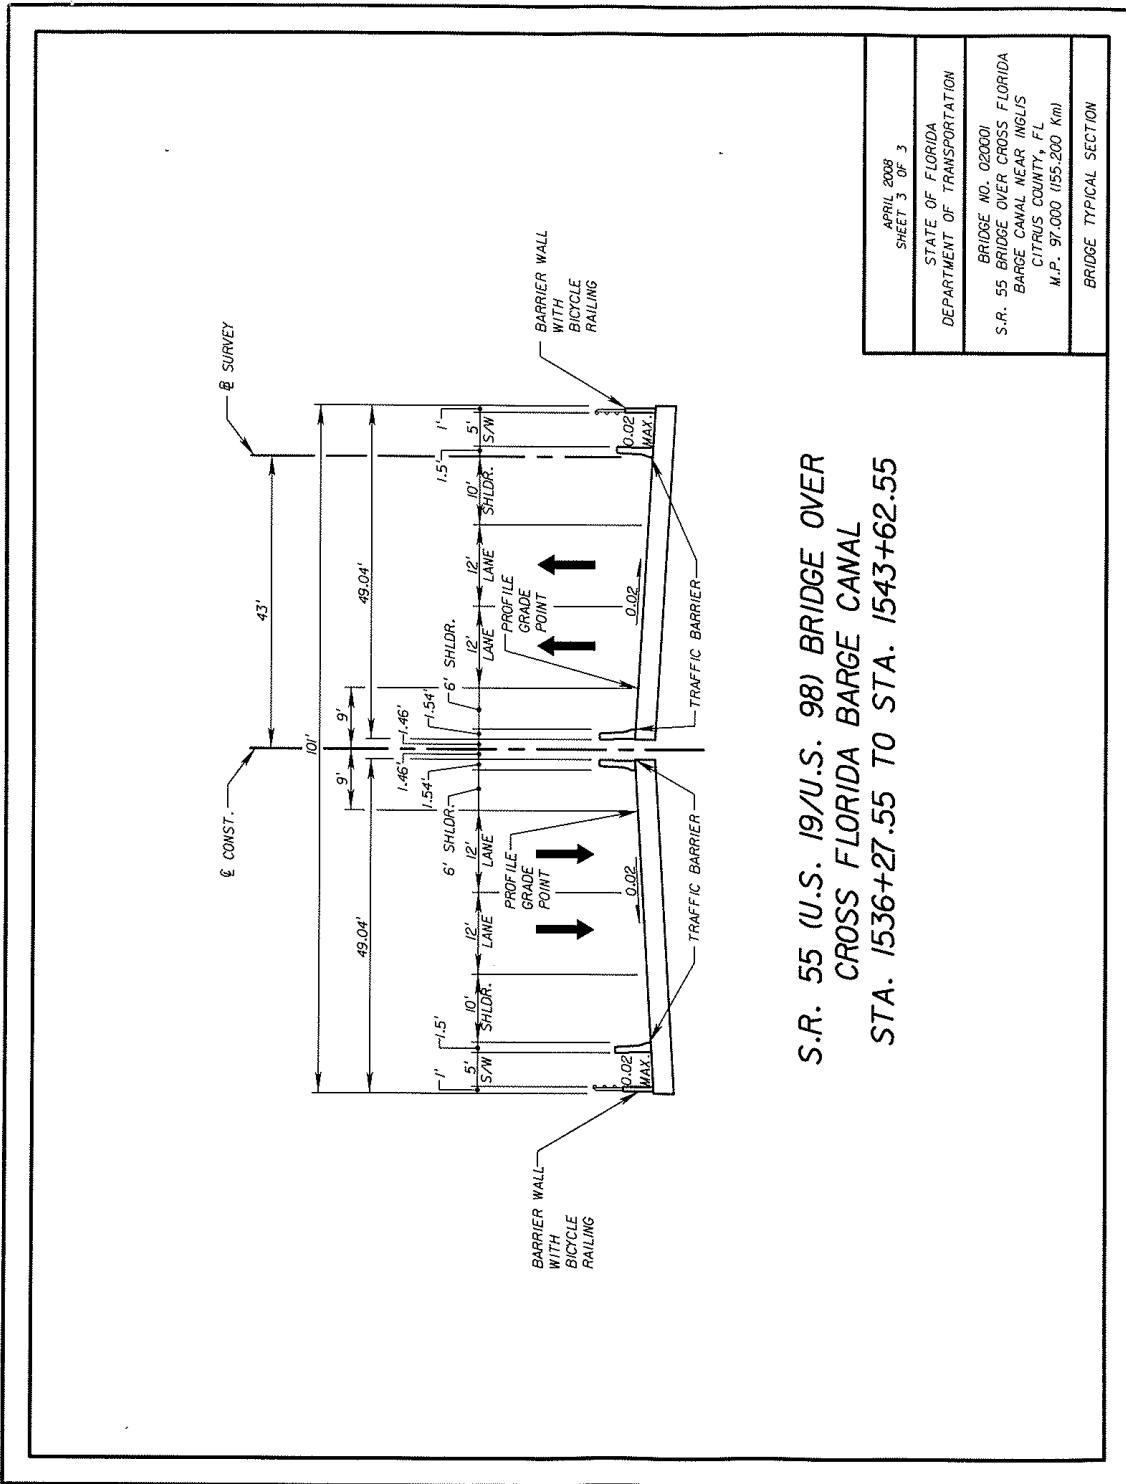 ℄ CONST.
℄ SURVEY
43'
101'
9'
9'
49.04'
49.04'
1.46'
1.46'
1.54'
1.54'
1'
1.5'
1.5'
1'
5'
S/W
10'
SHLDR.
12'
LANE
12'
LANE
6' SHLDR.
6' SHLDR.
12'
LANE
12'
LANE
10'
SHLDR.
5'
S/W
PROFILE
GRADE
POINT
PROFILE
GRADE
POINT
BARRIER WALL
WITH
BICYCLE
RAILING
BARRIER WALL
WITH
BICYCLE
RAILING
0.02
MAX.
0.02
0.02
0.02
MAX.
TRAFFIC BARRIER
TRAFFIC BARRIER
S.R. 55 (U.S. 19/U.S. 98) BRIDGE OVER
CROSS FLORIDA BARGE CANAL
STA. 1536+27.55 TO STA. 1543+62.55
APRIL 2008
SHEET 3 OF 3
STATE OF FLORIDA
DEPARTMENT OF TRANSPORTATION
BRIDGE NO. 020001
S.R. 55 BRIDGE OVER CROSS FLORIDA
BARGE CANAL NEAR INGLIS
CITRUS COUNTY, FL
M.P. 97.000 (155.200 Km)
BRIDGE TYPICAL SECTION